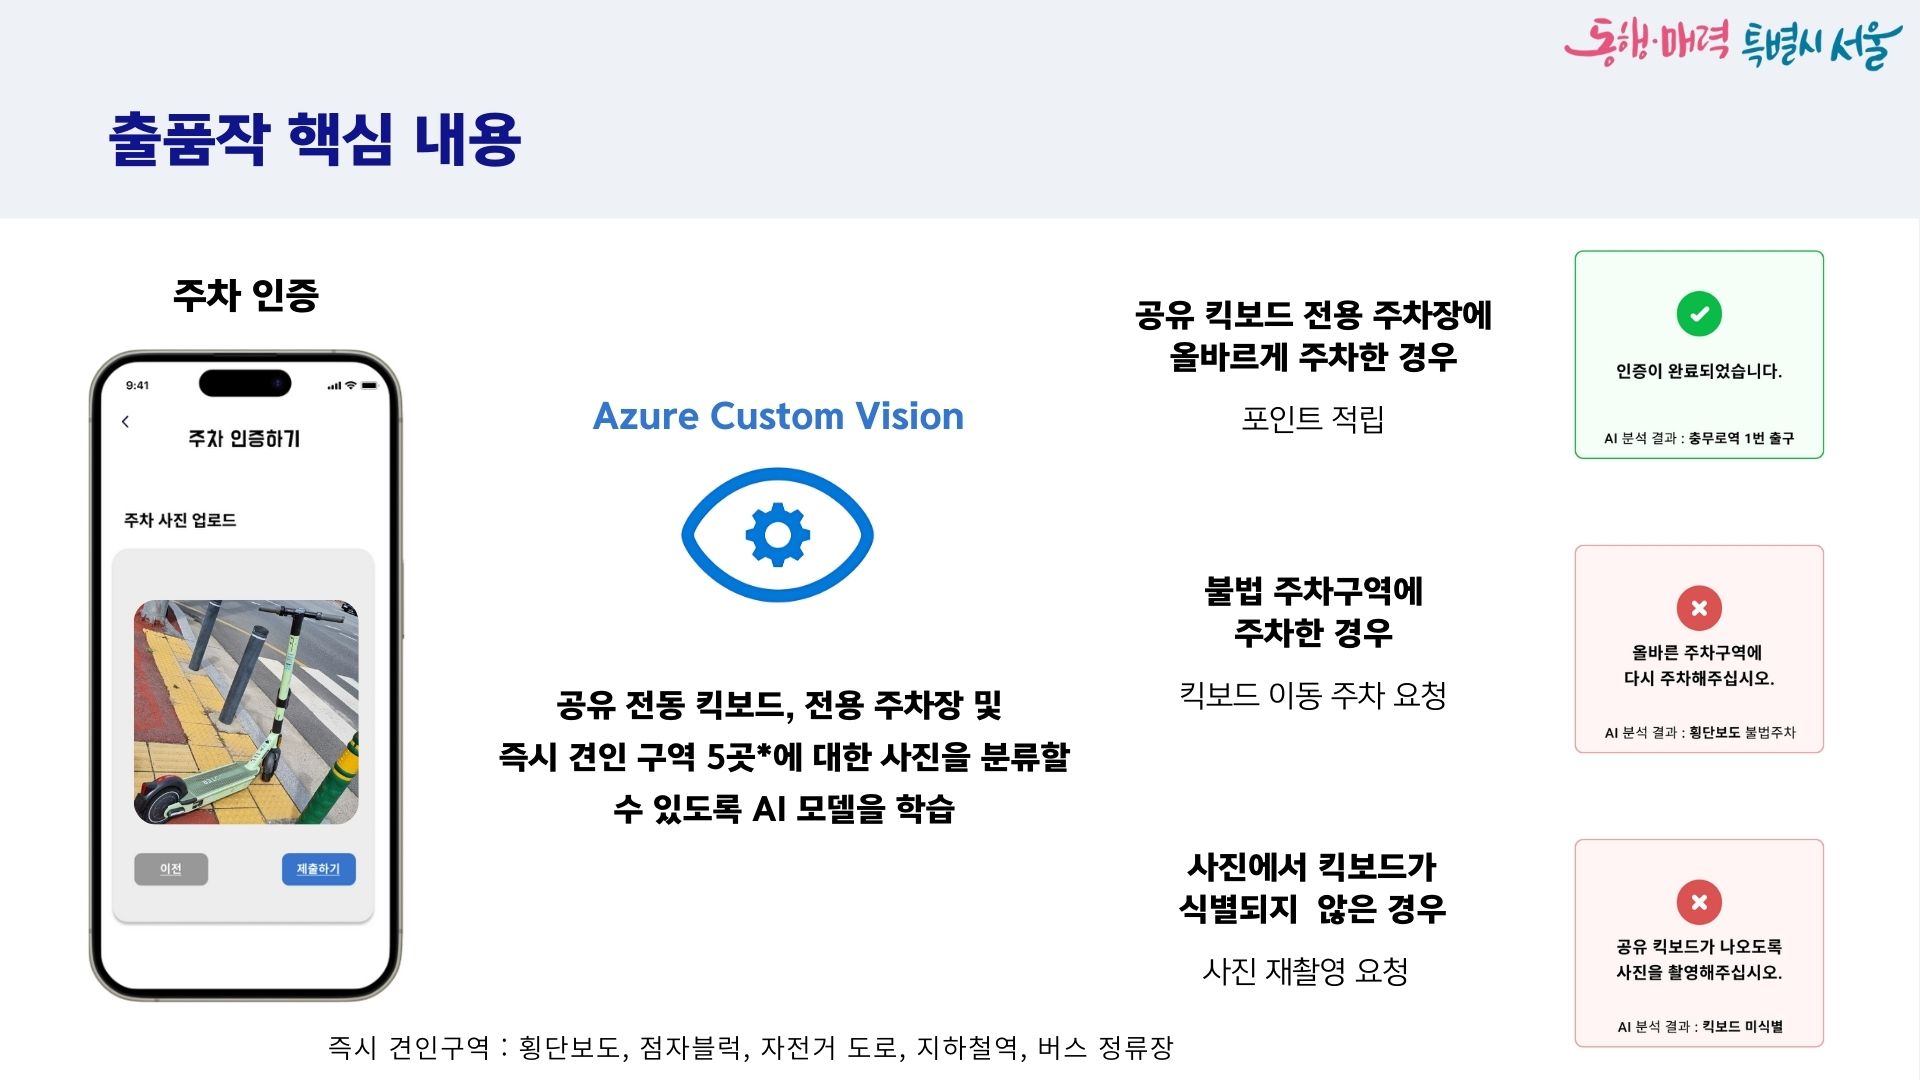 동행·매력 특별시 서울
출품작 핵심 내용
주차 인증
9:41
주차 인증하기
주차 사진 업로드
이전
제출하기
Azure Custom Vision
공유 전동 킥보드, 전용 주차장 및
즉시 견인 구역 5곳*에 대한 사진을 분류할
수 있도록 AI 모델을 학습
공유 킥보드 전용 주차장에
올바르게 주차한 경우
포인트 적립
인증이 완료되었습니다.
AI 분석 결과 : 충무로역 1번 출구
불법 주차구역에
주차한 경우
킥보드 이동 주차 요청
올바른 주차구역에
다시 주차해주십시오.
AI 분석 결과 : 횡단보도 불법주차
사진에서 킥보드가
식별되지 않은 경우
사진 재촬영 요청
공유 킥보드가 나오도록
사진을 촬영해주십시오.
AI 분석 결과 : 킥보드 미식별
즉시 견인구역 : 횡단보도, 점자블럭, 자전거 도로, 지하철역, 버스 정류장